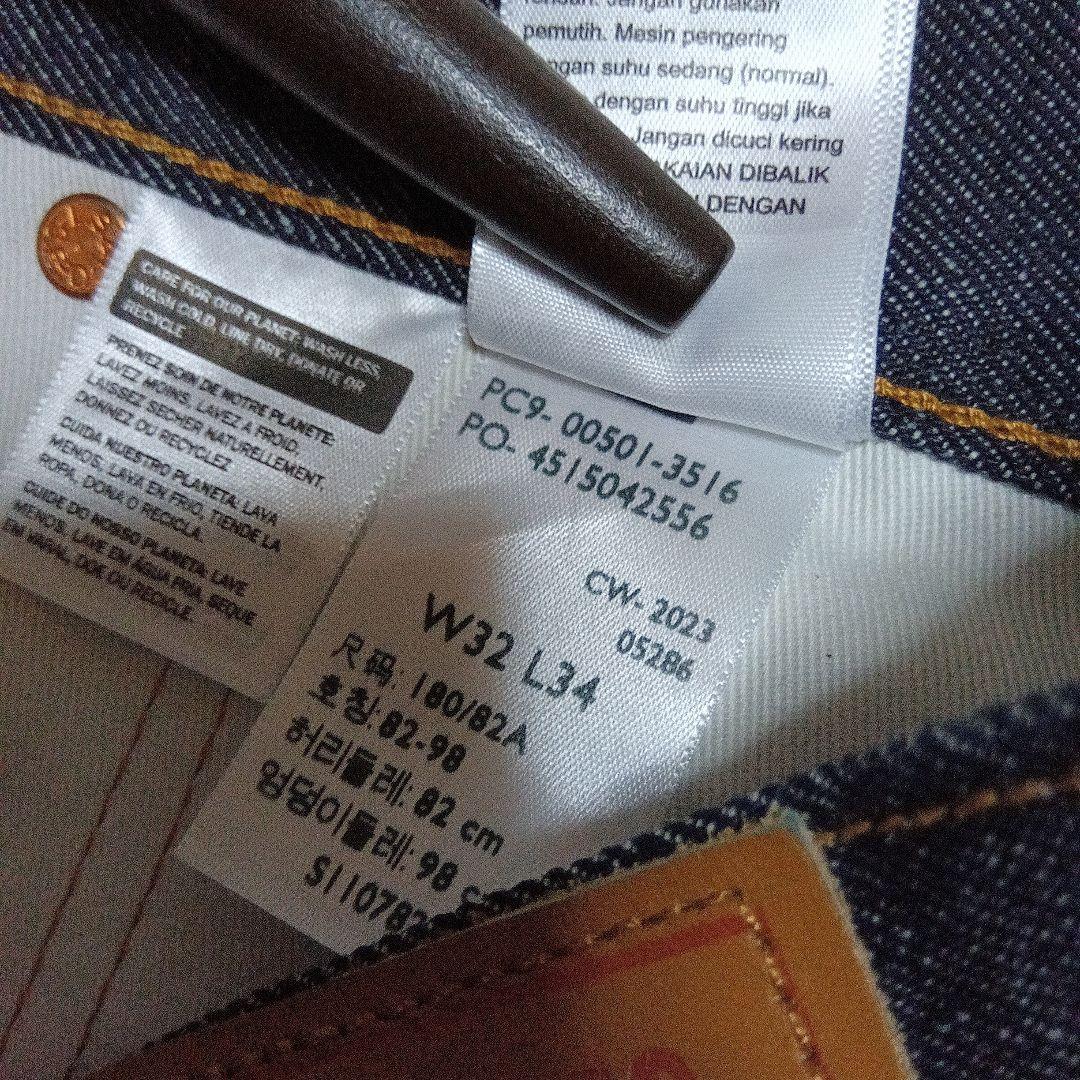 Jangan gunakan
pemutih. Mesin pengering
suhu sedang (normal).
dengan suhu tinggi jika
Jangan dicuci kering
KAIAN DIBALIK
DENGAN
CARE FOR OUR PLANET: WASH LESS,
WASH COLD, LINE DRY, DONATE OR
RECYCLE
PRENEZ SOIN DE NOTRE PLANETE:
LAVEZ MOINS, LAVEZ A FROID,
LAISSEZ SECHER NATURELLEMENT,
DONNEZ OU RECYCLEZ
CUIDA NUESTRO PLANETA: LAVA
MENOS, LAVA EN FRIO, TIENDE LA
ROPA, DONA O RECICLA.
CUIDE DO NOSSO PLANETA: LAVE
MENOS, LAVE EM ÁGUA FRIA, SEQUE
EM VARAL, DOE OU RECICLE.
PC9- 00501-3516
PO- 4515042556
CW- 2023
05286
W32 L34
尺码: 180/82A
호칭: 82-98
허리둘레: 82 cm
엉덩이둘레: 98
S110782